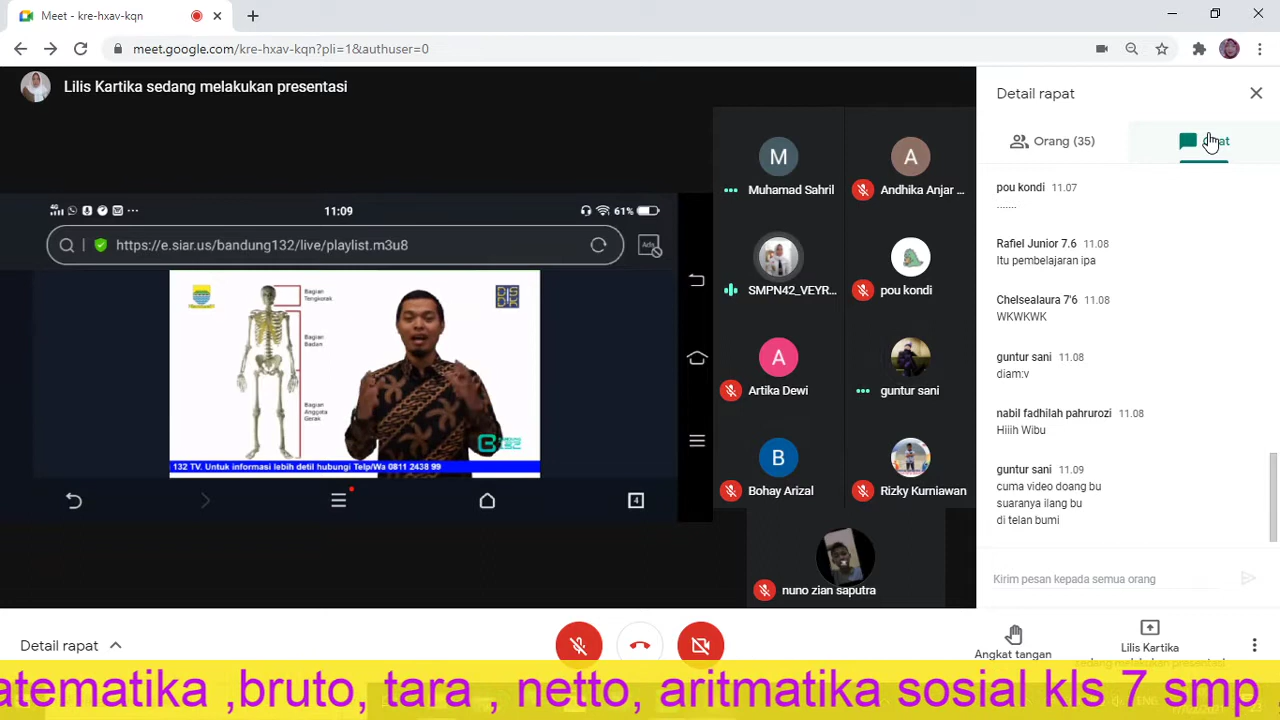 Meet - kre-hxav-kqn
meet.google.com/kre-hxav-kqn?pli=1&authuser=0
Lilis Kartika sedang melakukan presentasi
11:09
61%
https://e.siar.us/bandung132/live/playlist.m3u8
Ads
Bagian
Tengkorak
Bagian
Badan
Bagian
Anggota
Gerak
132 TV. Untuk informasi lebih detil hubungi Telp/Wa 0811 2438 99
4
M
Muhamad Sahril
A
Andhika Anjar ...
SMPN42_VEYR...
pou kondi
A
Artika Dewi
guntur sani
B
Bohay Arizal
Rizky Kurniawan
nuno zian saputra
Detail rapat
Orang (35)
pou kondi 11.07
.......
Rafiel Junior 7.6 11.08
Itu pembelajaran ipa
Chelsealaura 7'6 11.08
WKWKWK
guntur sani 11.08
diam:v
nabil fadhilah pahrurozi 11.08
Hiiih Wibu
guntur sani 11.09
cuma video doang bu
suaranya ilang bu
di telan bumi
Kirim pesan kepada semua orang
Detail rapat
Angkat tangan
Lilis Kartika
sedang melakukan presentasi
atematika ,bruto, tara , netto, aritmatika sosial kls 7 smp